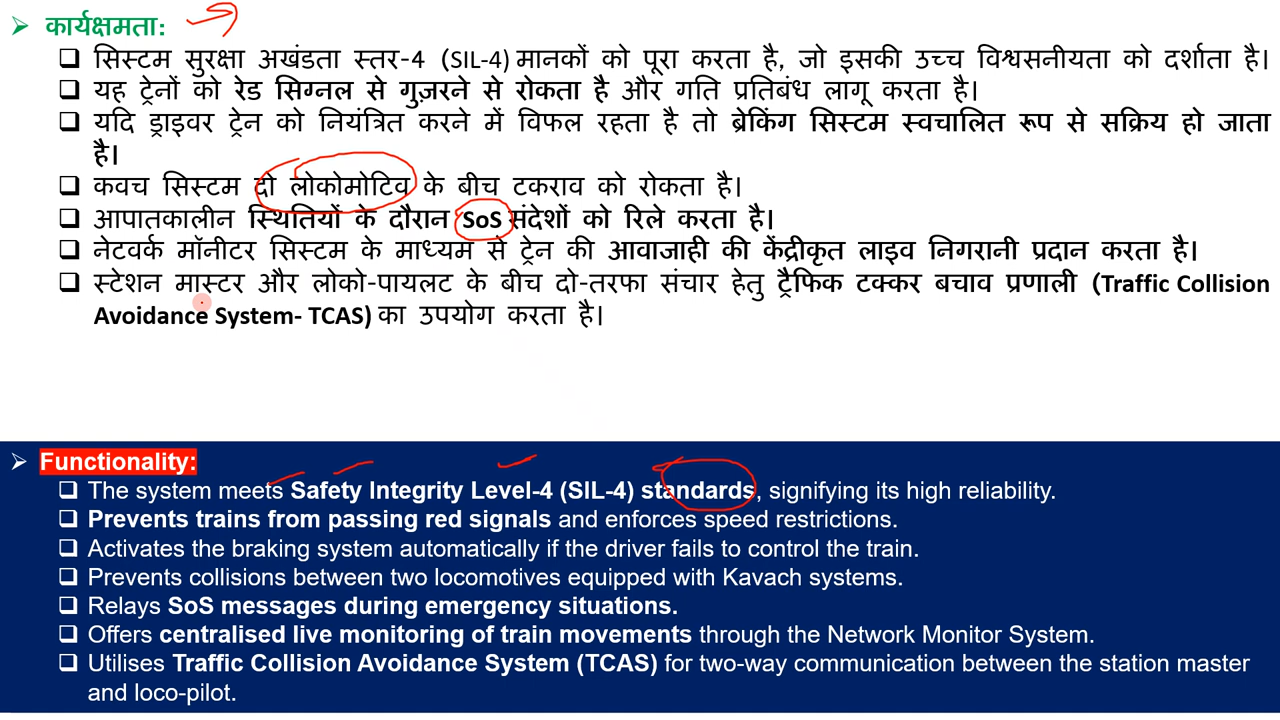 ➢ कार्यक्षमता:
❑ सिस्टम सुरक्षा अखंडता स्तर-4 (SIL-4) मानकों को पूरा करता है, जो इसकी उच्च विश्वसनीयता को दर्शाता है।
❑ यह ट्रेनों को रेड सिग्नल से गुज़रने से रोकता है और गति प्रतिबंध लागू करता है।
❑ यदि ड्राइवर ट्रेन को नियंत्रित करने में विफल रहता है तो ब्रेकिंग सिस्टम स्वचालित रूप से सक्रिय हो जाता
है।
❑ कवच सिस्टम दो लोकोमोटिव के बीच टकराव को रोकता है।
❑ आपातकालीन स्थितियों के दौरान SoS संदेशों को रिले करता है।
❑ नेटवर्क मॉनीटर सिस्टम के माध्यम से ट्रेन की आवाजाही की केंद्रीकृत लाइव निगरानी प्रदान करता है।
❑ स्टेशन मास्टर और लोको-पायलट के बीच दो-तरफा संचार हेतु ट्रैफिक टक्कर बचाव प्रणाली (Traffic Collision
Avoidance System- TCAS) का उपयोग करता है।
➢ Functionality:
❑ The system meets Safety Integrity Level-4 (SIL-4) standards, signifying its high reliability.
❑ Prevents trains from passing red signals and enforces speed restrictions.
❑ Activates the braking system automatically if the driver fails to control the train.
❑ Prevents collisions between two locomotives equipped with Kavach systems.
❑ Relays SoS messages during emergency situations.
❑ Offers centralised live monitoring of train movements through the Network Monitor System.
❑ Utilises Traffic Collision Avoidance System (TCAS) for two-way communication between the station master
and loco-pilot.